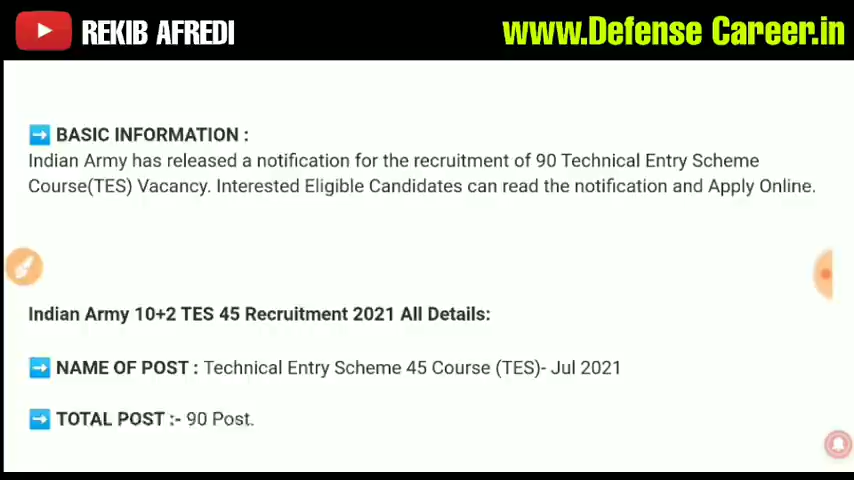 REKIB AFREDI
www.Defense Career.in
➡️ BASIC INFORMATION :
Indian Army has released a notification for the recruitment of 90 Technical Entry Scheme
Course(TES) Vacancy. Interested Eligible Candidates can read the notification and Apply Online.
Indian Army 10+2 TES 45 Recruitment 2021 All Details:
➡️ NAME OF POST : Technical Entry Scheme 45 Course (TES)- Jul 2021
➡️ TOTAL POST :- 90 Post.